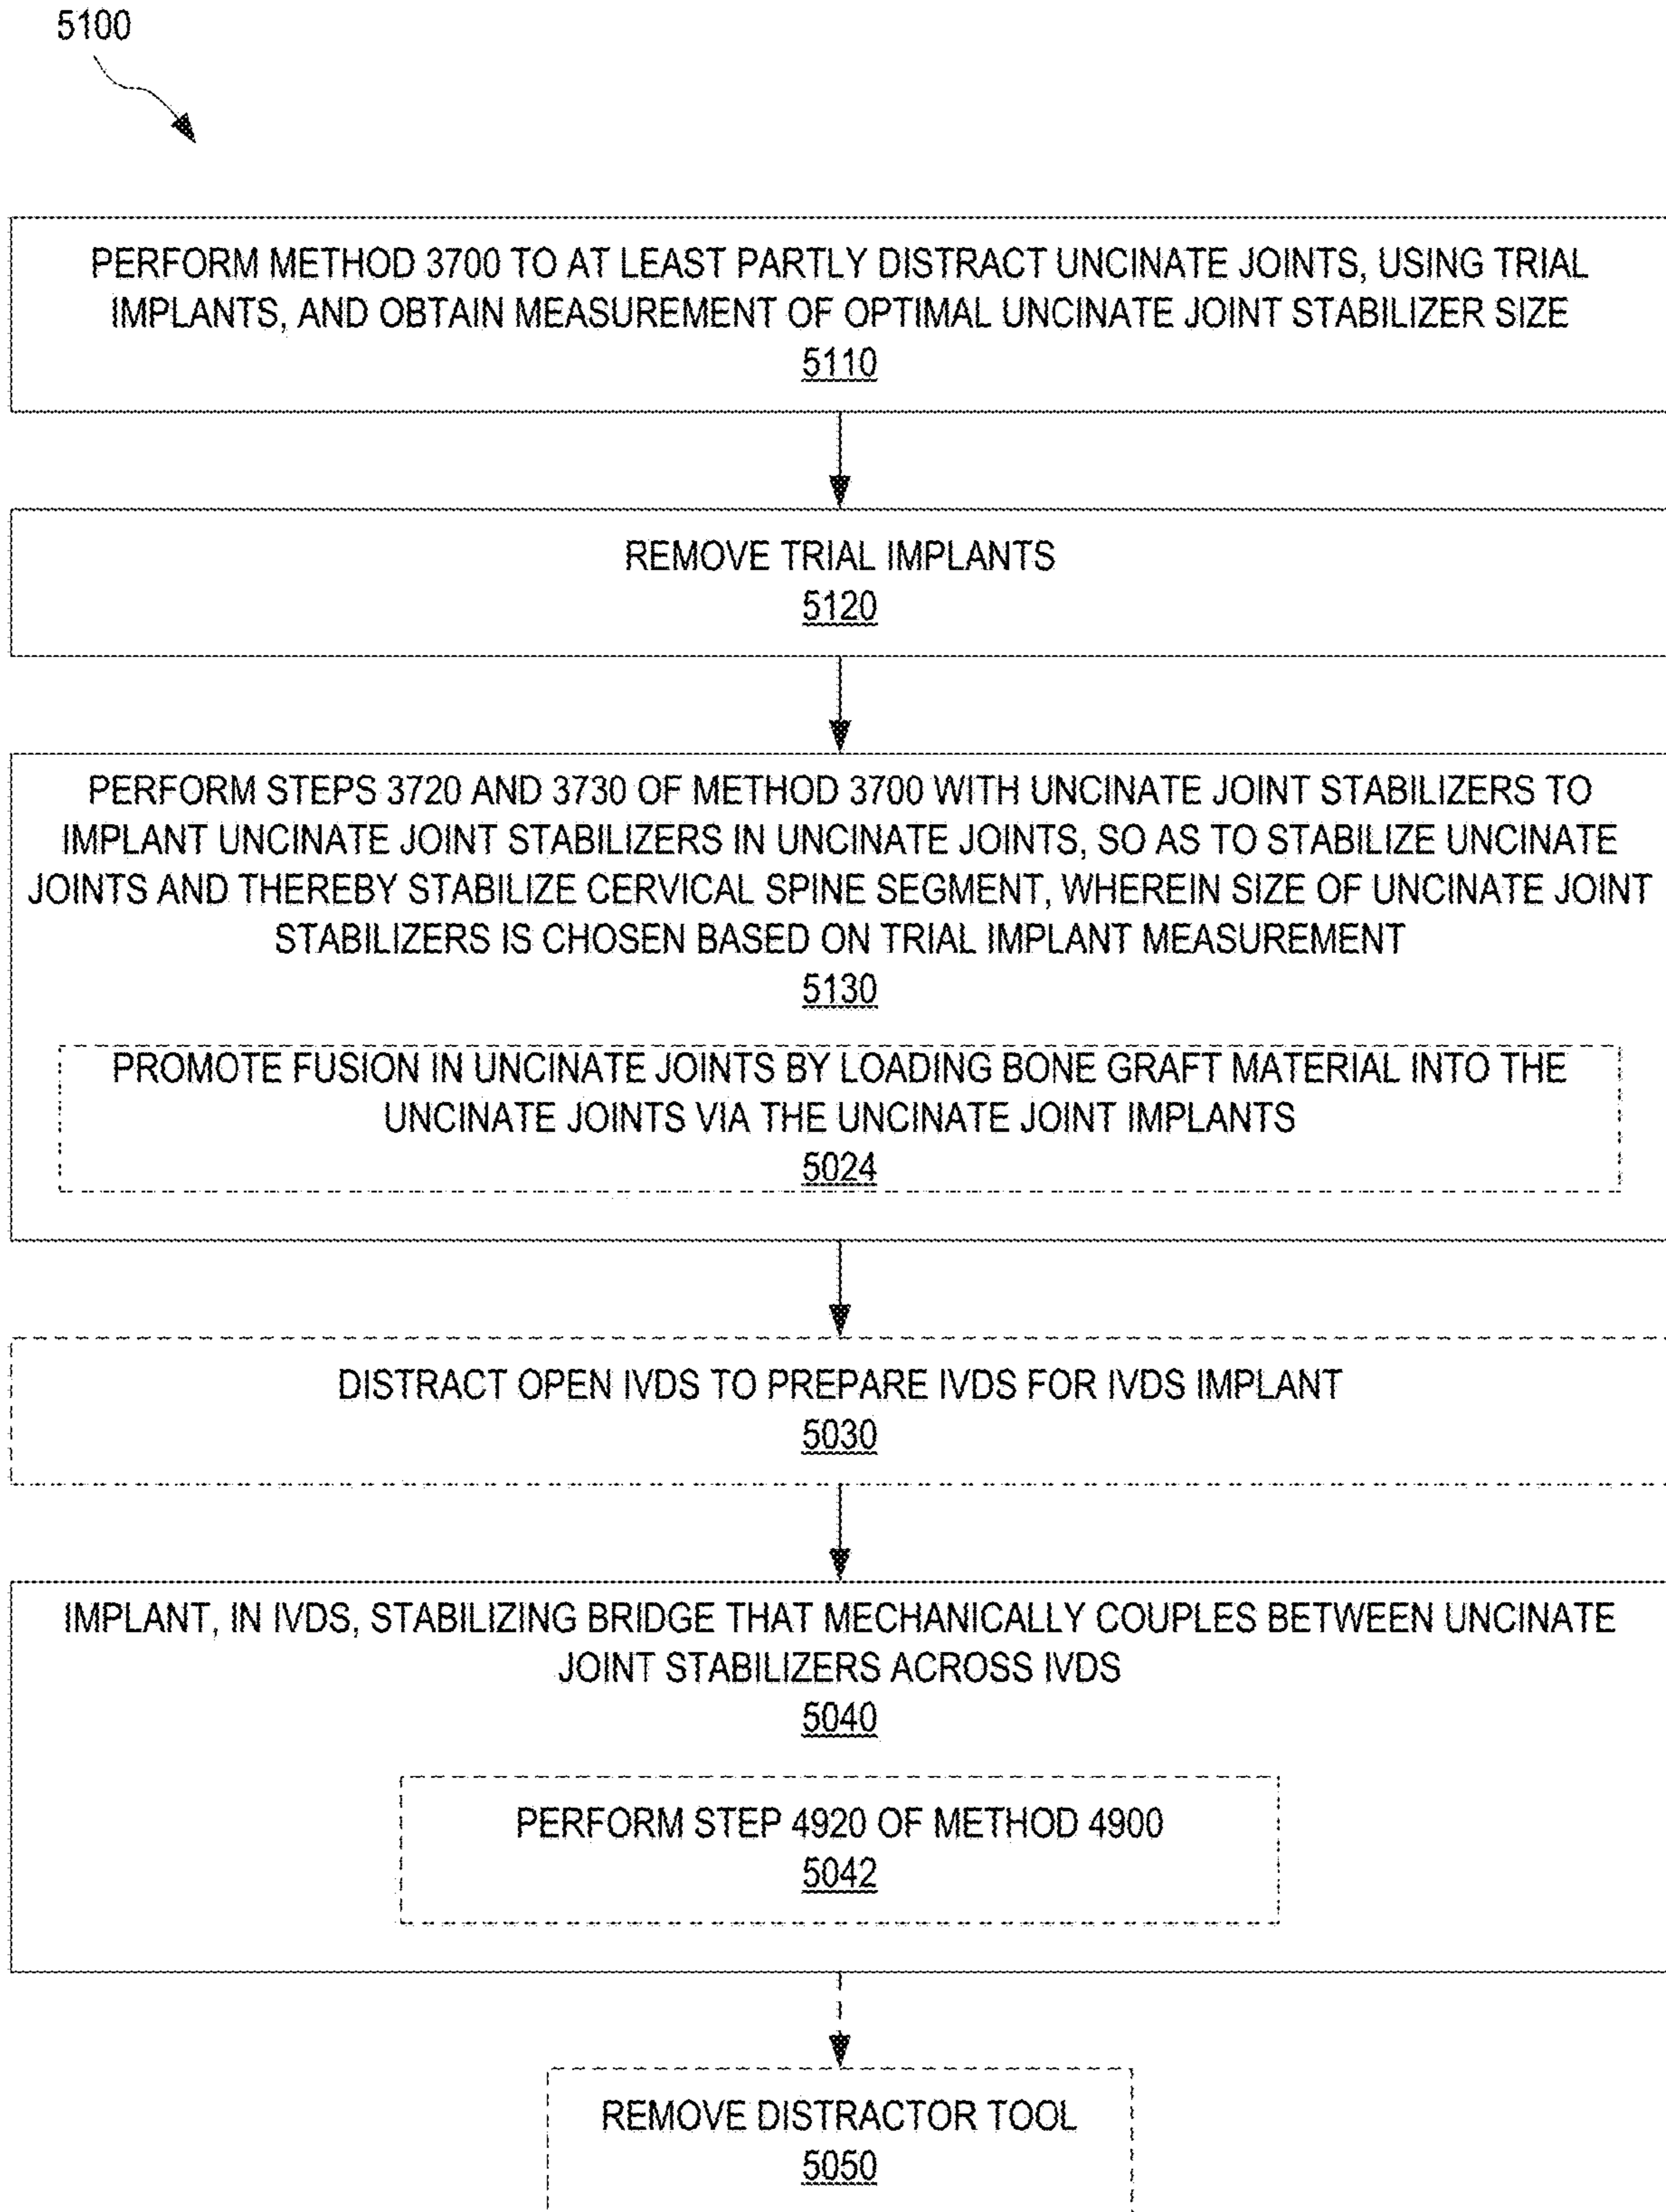 5100
PERFORM METHOD 3700 TO AT LEAST PARTLY DISTRACT UNCINATE JOINTS, USING TRIAL
IMPLANTS, AND OBTAIN MEASUREMENT OF OPTIMAL UNCINATE JOINT STABILIZER SIZE
5110
REMOVE TRIAL IMPLANTS
5120
PERFORM STEPS 3720 AND 3730 OF METHOD 3700 WITH UNCINATE JOINT STABILIZERS TO
IMPLANT UNCINATE JOINT STABILIZERS IN UNCINATE JOINTS, SO AS TO STABILIZE UNCINATE
JOINTS AND THEREBY STABILIZE CERVICAL SPINE SEGMENT, WHEREIN SIZE OF UNCINATE JOINT
STABILIZERS IS CHOSEN BASED ON TRIAL IMPLANT MEASUREMENT
5130
PROMOTE FUSION IN UNCINATE JOINTS BY LOADING BONE GRAFT MATERIAL INTO THE
UNCINATE JOINTS VIA THE UNCINATE JOINT IMPLANTS
5024
DISTRACT OPEN IVDS TO PREPARE IVDS FOR IVDS IMPLANT
5030
IMPLANT, IN IVDS, STABILIZING BRIDGE THAT MECHANICALLY COUPLES BETWEEN UNCINATE
JOINT STABILIZERS ACROSS IVDS
5040
PERFORM STEP 4920 OF METHOD 4900
5042
REMOVE DISTRACTOR TOOL
5050